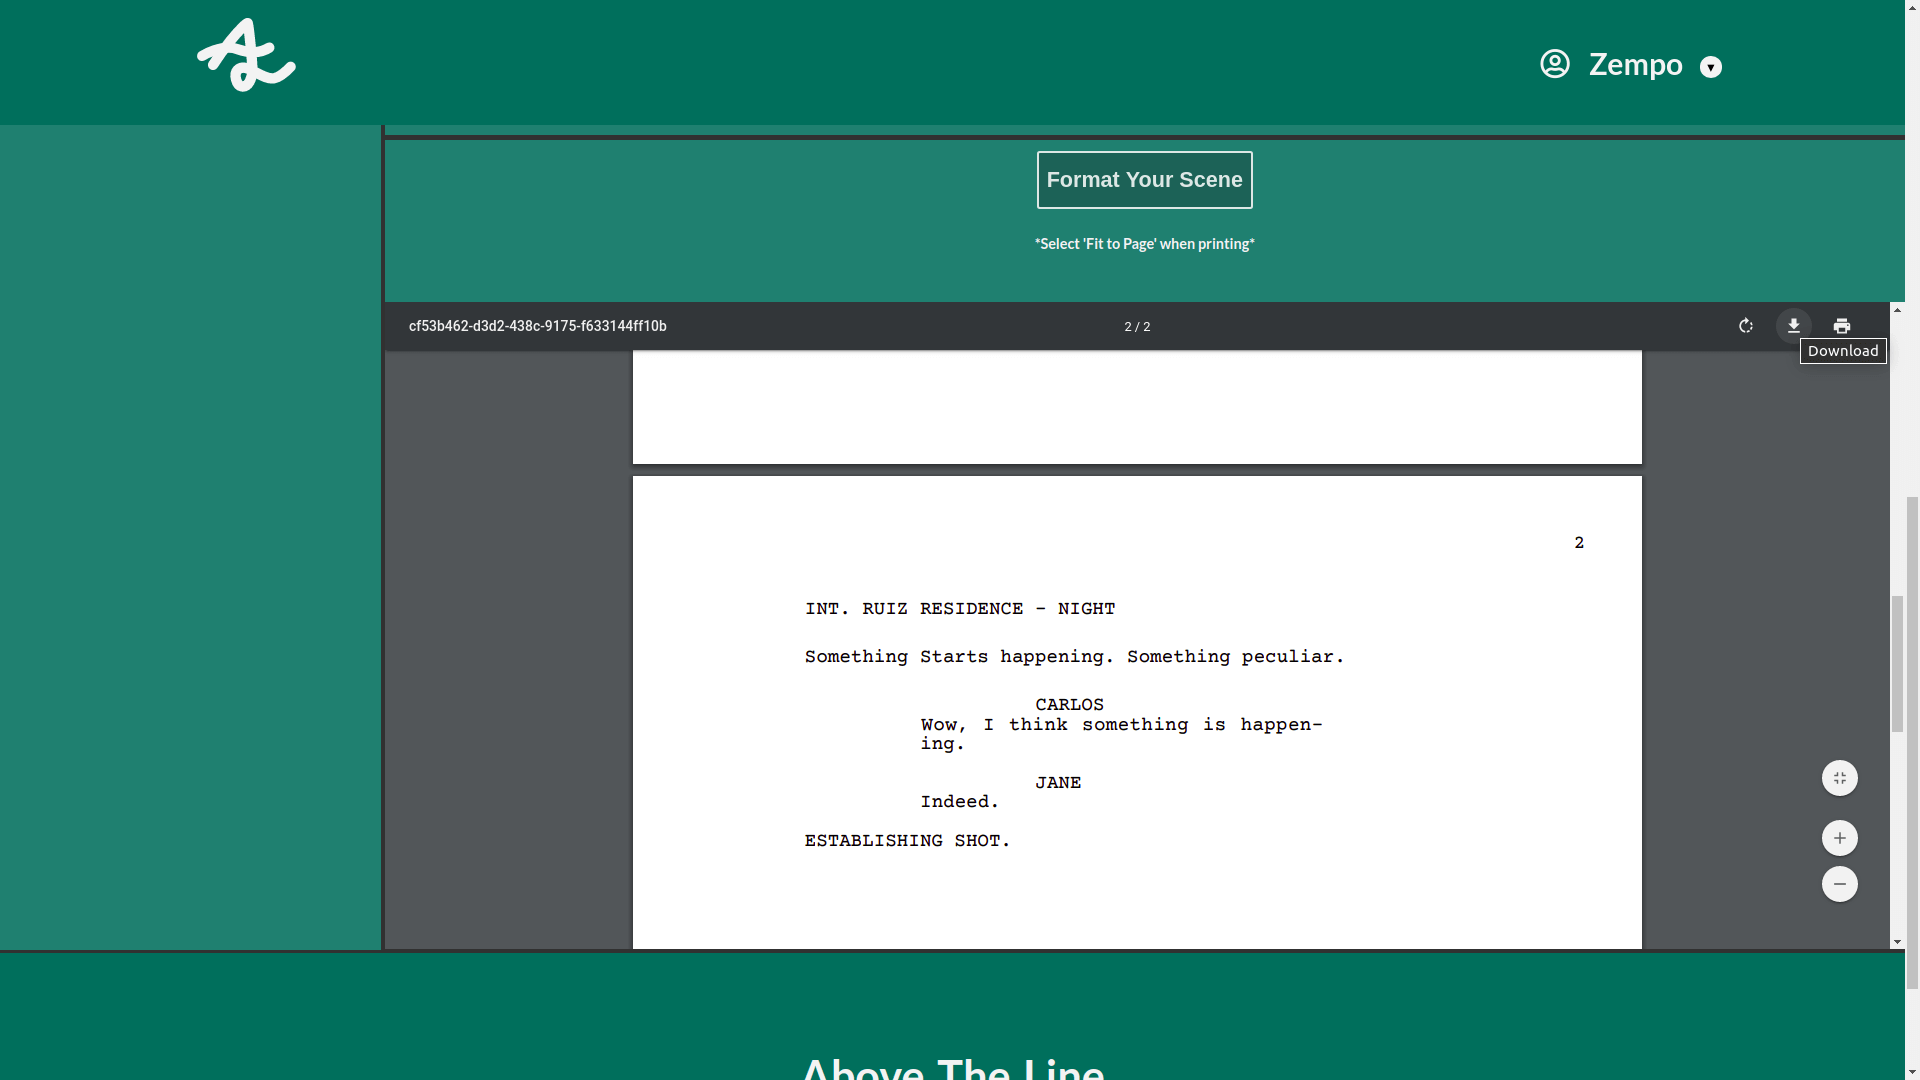 Zempo
Format Your Scene
*Select 'Fit to Page' when printing*
cf53b462-d3d2-438c-9175-f633144ff10b
2 / 2
Download
2
INT. RUIZ RESIDENCE - NIGHT
Something Starts happening. Something peculiar.
CARLOS
Wow, I think something is happen-
ing.
JANE
Indeed.
ESTABLISHING SHOT.
Above The Line